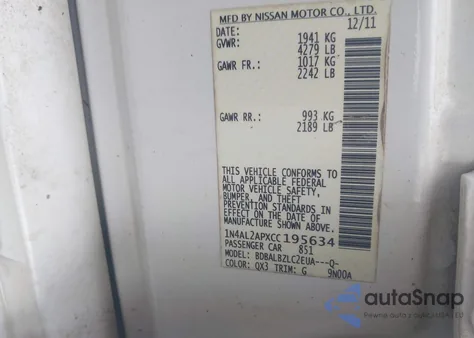 MFD BY NISSAN MOTOR CO., LTD.
DATE: 12/11
GVWR: 1941 KG
4279 LB
GAWR FR.: 1017 KG
2242 LB
GAWR RR.: 993 KG
2189 LB
THIS VEHICLE CONFORMS TO
ALL APPLICABLE FEDERAL
MOTOR VEHICLE SAFETY,
BUMPER, AND THEFT
PREVENTION STANDARDS IN
EFFECT ON THE DATE OF
MANUFACTURE SHOWN ABOVE.
1N4AL2APXCC195634
PASSENGER CAR 851
MODEL: BDBALBZLC2EUA---Q-
COLOR: QX3 TRIM: G 9N00A
autoSnap
Pewne auta z